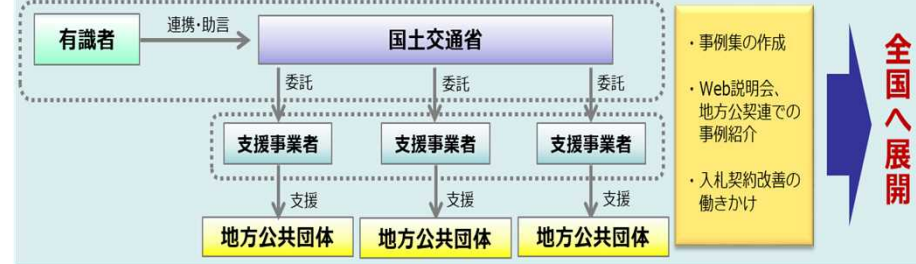 有識者
連携・助言
国土交通省
委託
委託
委託
支援事業者
支援事業者
支援事業者
支援
支援
支援
地方公共団体
地方公共団体
地方公共団体
・事例集の作成
・Web説明会、
地方公契連での
事例紹介
・入札契約改善の
働きかけ
全国へ展開